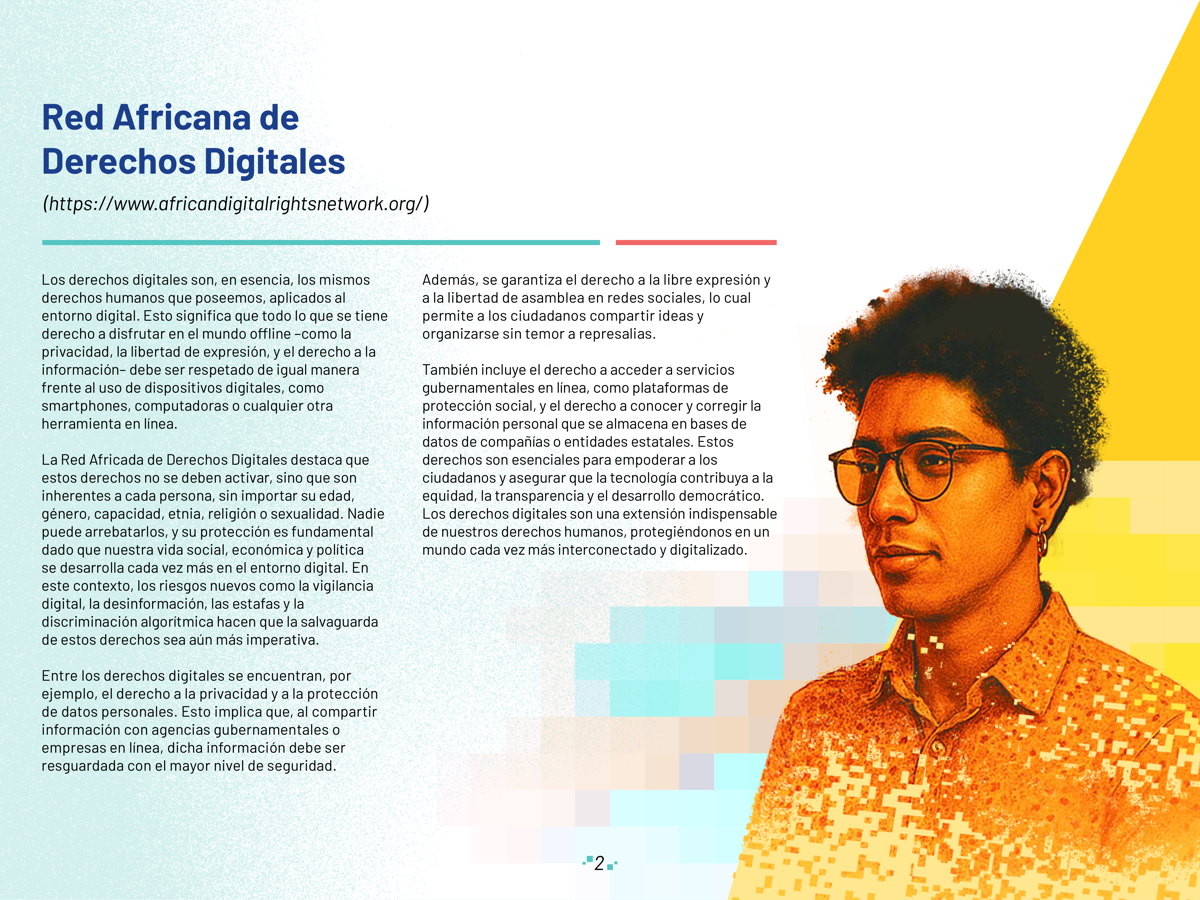 Red Africana de
Derechos Digitales
(https://www.africandigitalrightsnetwork.org/)
Los derechos digitales son, en esencia, los mismos
derechos humanos que poseemos, aplicados al
entorno digital. Esto significa que todo lo que se tiene
derecho a disfrutar en el mundo offline –como la
privacidad, la libertad de expresión, y el derecho a la
información– debe ser respetado de igual manera
frente al uso de dispositivos digitales, como
smartphones, computadoras o cualquier otra
herramienta en línea.
La Red Africada de Derechos Digitales destaca que
estos derechos no se deben activar, sino que son
inherentes a cada persona, sin importar su edad,
género, capacidad, etnia, religión o sexualidad. Nadie
puede arrebatarlos, y su protección es fundamental
dado que nuestra vida social, económica y política
se desarrolla cada vez más en el entorno digital. En
este contexto, los riesgos nuevos como la vigilancia
digital, la desinformación, las estafas y la
discriminación algorítmica hacen que la salvaguarda
de estos derechos sea aún más imperativa.
Entre los derechos digitales se encuentran, por
ejemplo, el derecho a la privacidad y a la protección
de datos personales. Esto implica que, al compartir
información con agencias gubernamentales o
empresas en línea, dicha información debe ser
resguardada con el mayor nivel de seguridad.
Además, se garantiza el derecho a la libre expresión y
a la libertad de asamblea en redes sociales, lo cual
permite a los ciudadanos compartir ideas y
organizarse sin temor a represalias.
También incluye el derecho a acceder a servicios
gubernamentales en línea, como plataformas de
protección social, y el derecho a conocer y corregir la
información personal que se almacena en bases de
datos de compañías o entidades estatales. Estos
derechos son esenciales para empoderar a los
ciudadanos y asegurar que la tecnología contribuya a la
equidad, la transparencia y el desarrollo democrático.
Los derechos digitales son una extensión indispensable
de nuestros derechos humanos, protegiéndonos en un
mundo cada vez más interconectado y digitalizado.
2